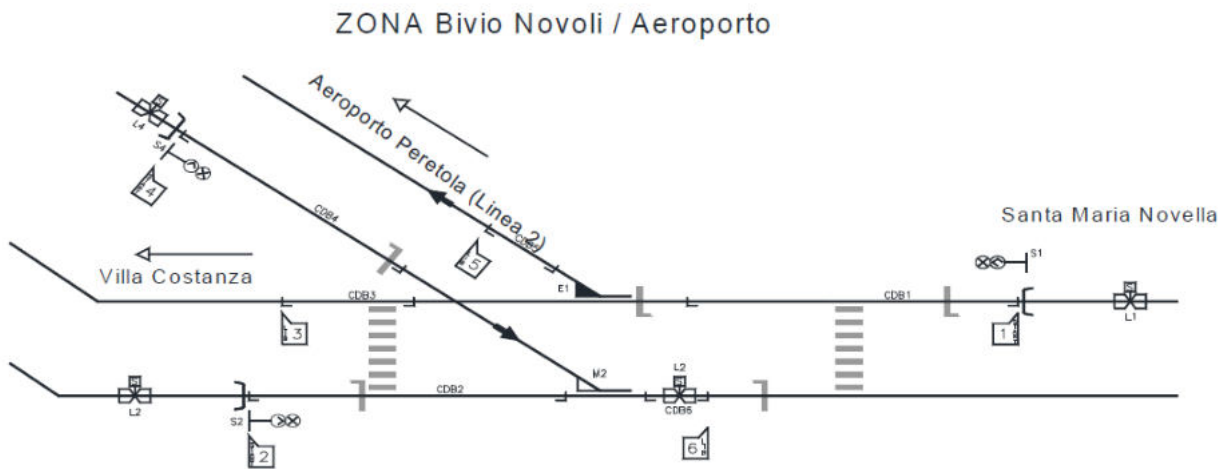 ZONA Bivio Novoli / Aeroporto
Aeroporto Peretola (Linea 2)
L4
S4
4
CDB4
CDB5
5
Santa Maria Novella
S1
Villa Costanza
E1
CDB3
CDB1
3
1
L1
M2
L2
L2
CDB2
CDB6
S2
2
6